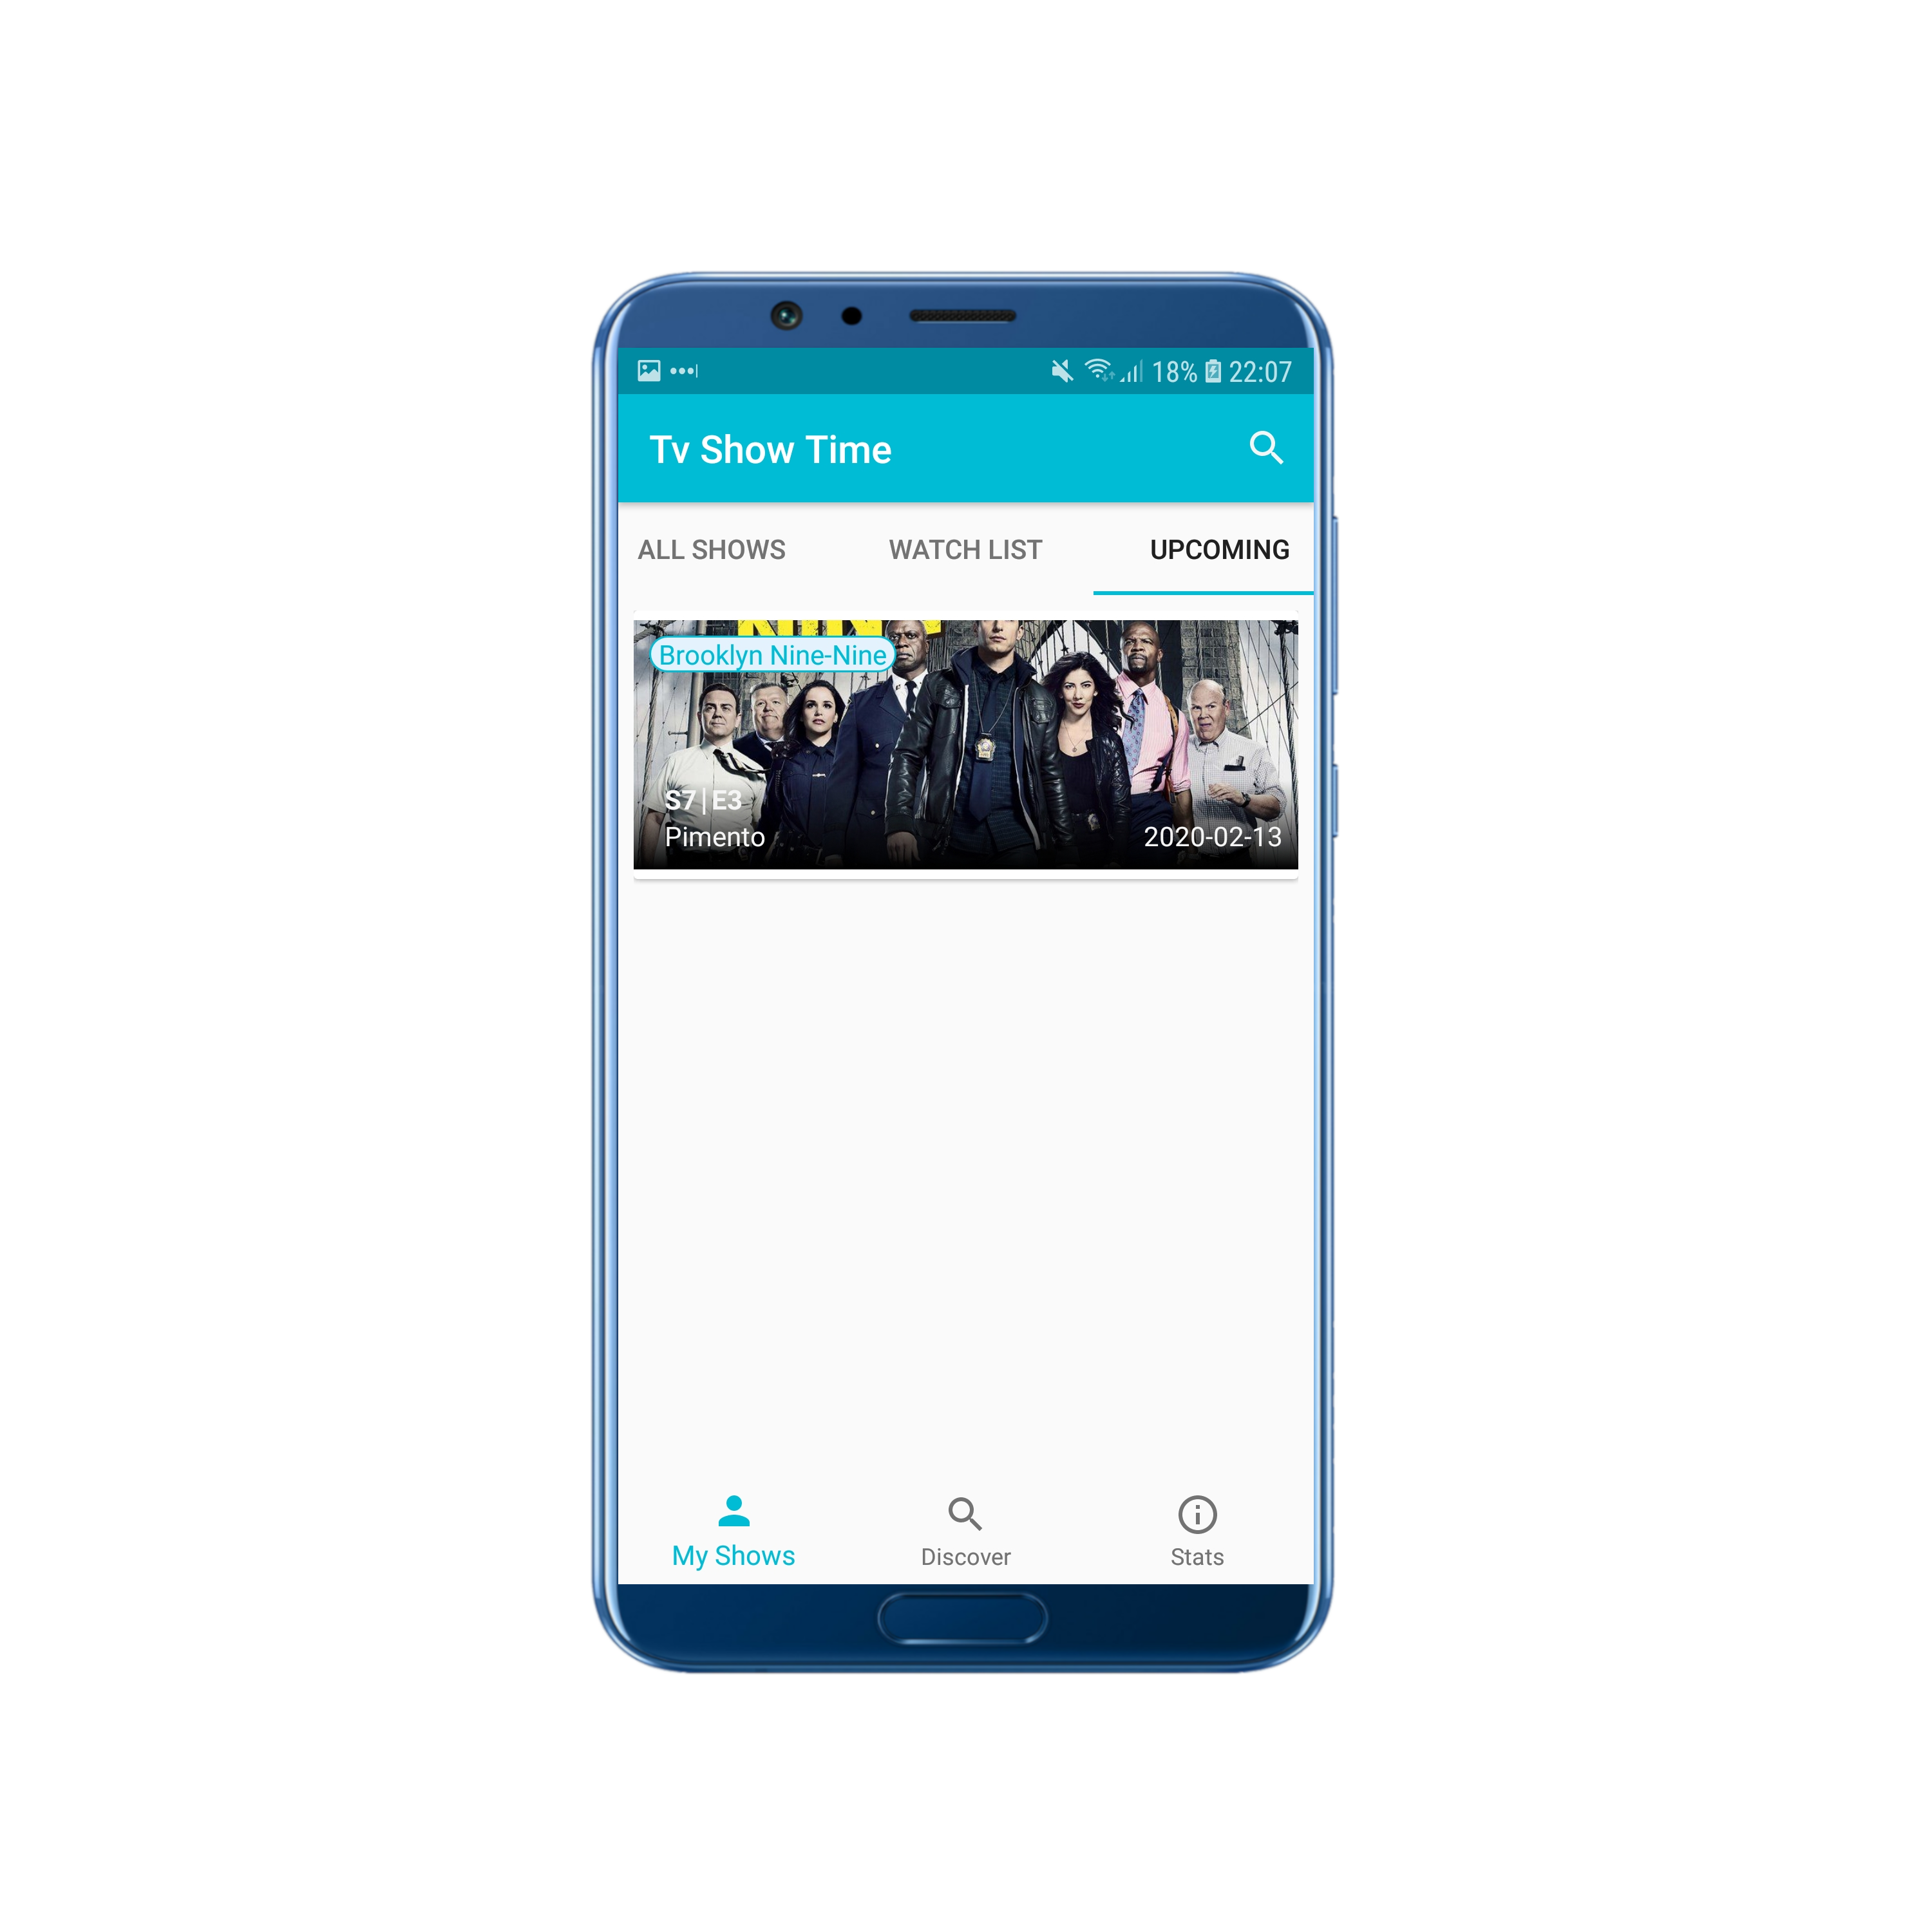 18% 22:07
Tv Show Time
ALL SHOWS WATCH LIST UPCOMING
Brooklyn Nine-Nine
S7|E3
Pimento 2020-02-13
My Shows Discover Stats